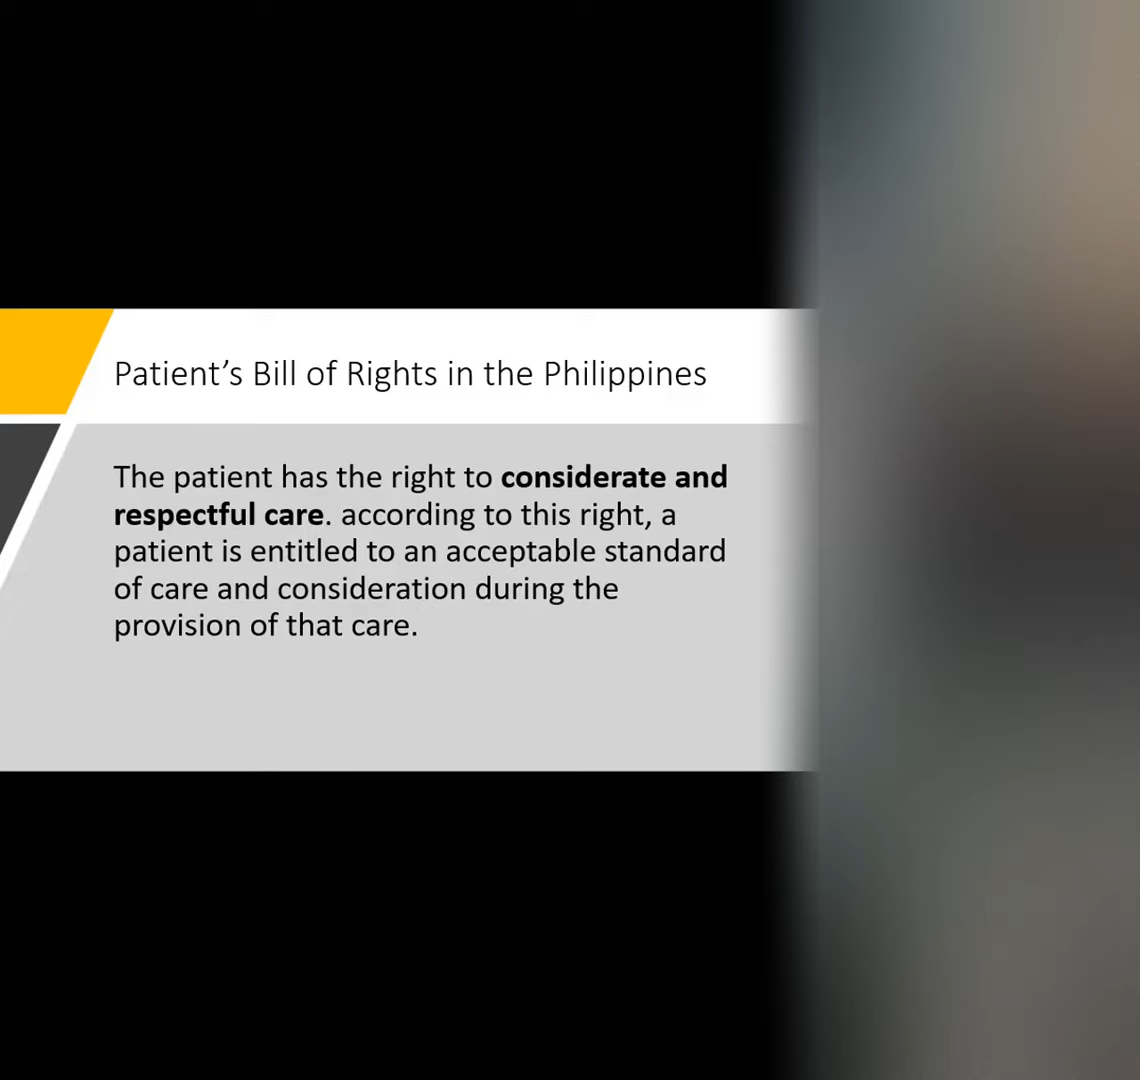 Patient’s Bill of Rights in the Philippines
The patient has the right to considerate and
respectful care. according to this right, a
patient is entitled to an acceptable standard
of care and consideration during the
provision of that care.